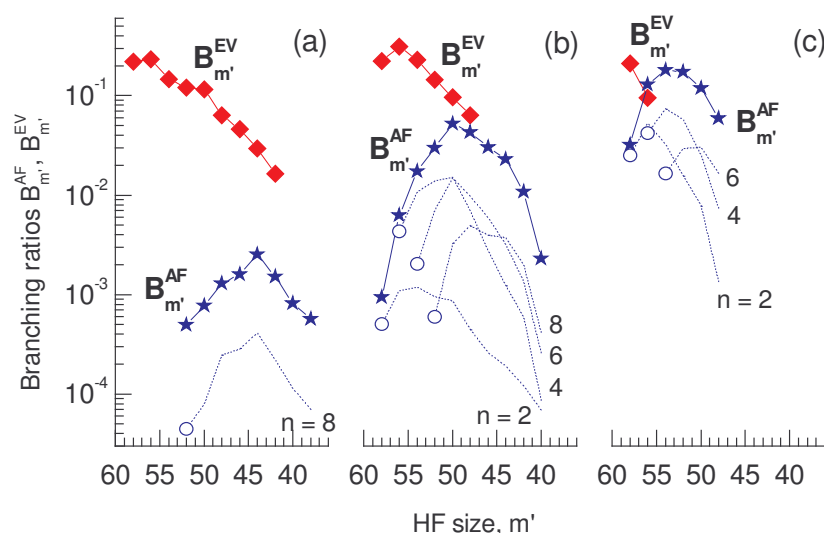 Branching ratios B^AF_m', B^EV_m'
10^-1
10^-2
10^-3
10^-4
B^EV_m'
(a)
B^AF_m'
n = 8
60 55 50 45 40
B^EV_m'
(b)
B^AF_m'
8
6
4
n = 2
60 55 50 45 40
(c)
B^EV_m'
B^AF_m'
6
4
n = 2
60 55 50 45 40
HF size, m'